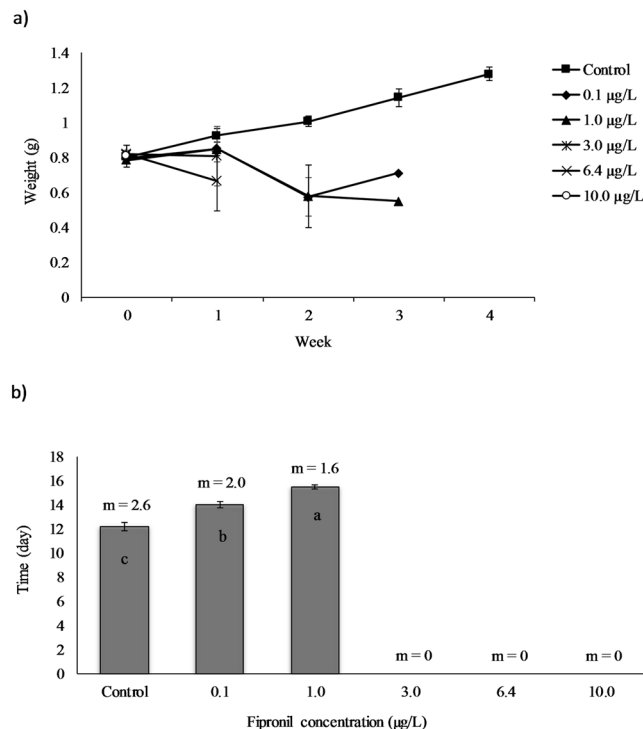 a)
1.4
1.2
1
0.8
0.6
0.4
0.2
0
Weight (g)
0 1 2 3 4
Week
Control
0.1 µg/L
1.0 µg/L
3.0 µg/L
6.4 µg/L
10.0 µg/L
b)
18
16
14
12
10
8
6
4
2
0
Time (day)
m = 2.6 m = 2.0 m = 1.6 m = 0 m = 0 m = 0
c b a
Control 0.1 1.0 3.0 6.4 10.0
Fipronil concentration (µg/L)